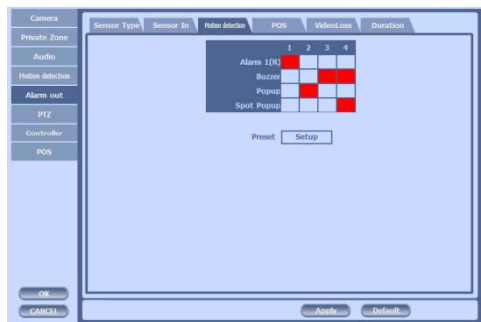 Camera
Private Zone
Audio
Motion detection
Alarm out
PTZ
Controller
POS
OK
CANCEL
Sensor Type Sensor In Motion detection POS VideoLoss Duration
1 2 3 4
Alarm 1(R)
Buzzer
Popup
Spot Popup
Preset Setup
Apply Default